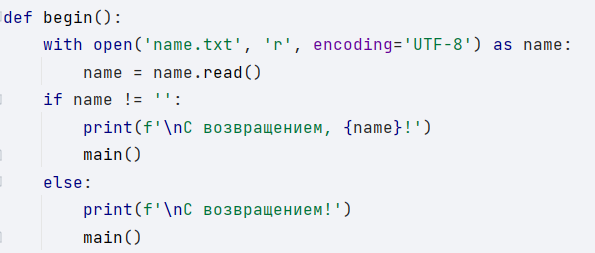 def begin():
    with open('name.txt', 'r', encoding='UTF-8') as name:
        name = name.read()
    if name != '':
        print(f'\nС возвращением, {name}!')
        main()
    else:
        print(f'\nС возвращением!')
        main()